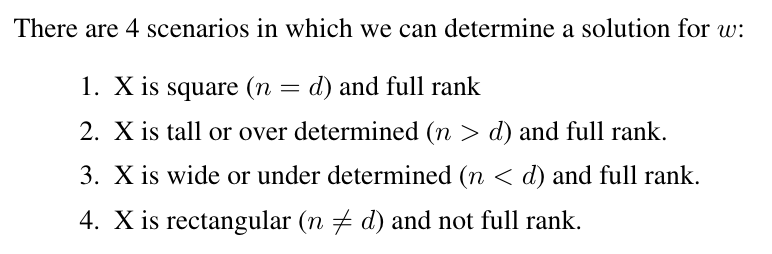 There are 4 scenarios in which we can determine a solution for w:
1. X is square (n = d) and full rank
2. X is tall or over determined (n > d) and full rank.
3. X is wide or under determined (n < d) and full rank.
4. X is rectangular (n ≠ d) and not full rank.